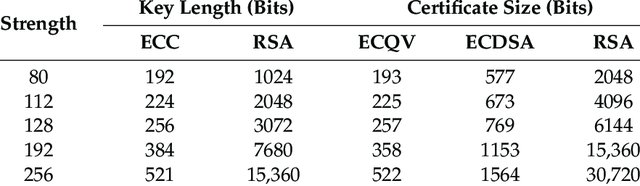 Strength Key Length (Bits) Certificate Size (Bits)
ECC RSA ECQV ECDSA RSA
80 192 1024 193 577 2048
112 224 2048 225 673 4096
128 256 3072 257 769 6144
192 384 7680 358 1153 15,360
256 521 15,360 522 1564 30,720